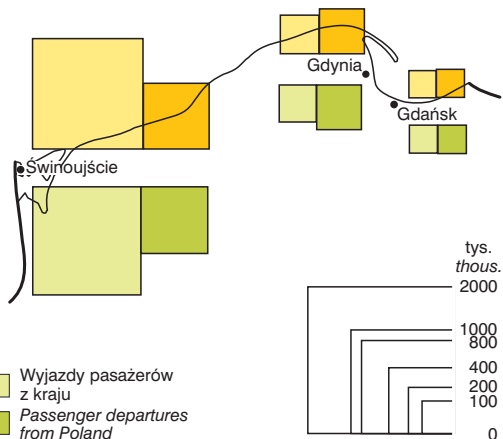 Gdynia
Gdańsk
Świnoujście
tys.
thous.
2000
1000
800
400
200
100
0
Wyjazdy pasażerów
z kraju
Passenger departures
from Poland